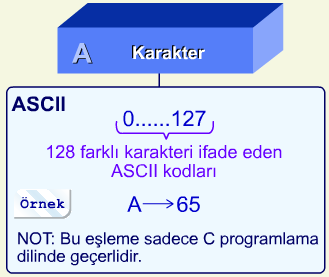 A Karakter
ASCII
0......127
128 farklı karakteri ifade eden
ASCII kodları
Örnek
A→65
NOT: Bu eşleme sadece C programlama
dilinde geçerlidir.